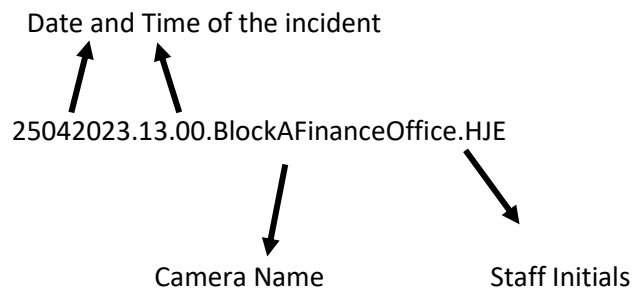 Date and Time of the incident
25042023.13.00.BlockAFinanceOffice.HJE
Camera Name Staff Initials